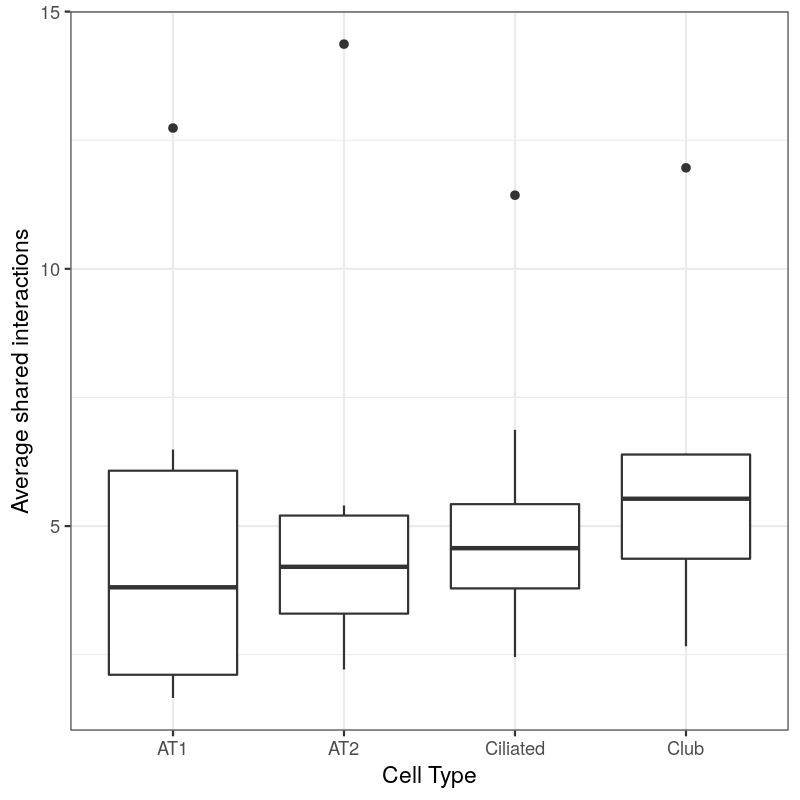 15
10
5
Average shared interactions
AT1 AT2 Ciliated Club
Cell Type